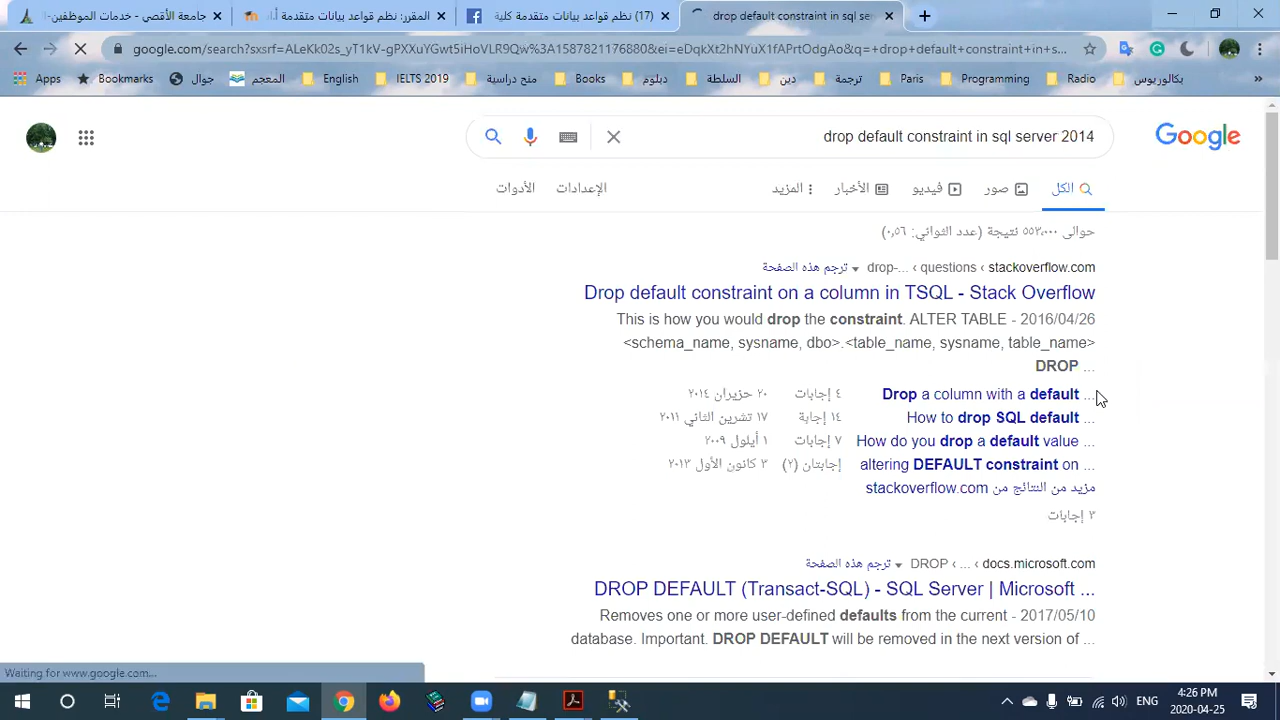 جامعة الأقصى - خدمات الموظفين-ا
المقرر: نظم قواعد بيانات متقدمة أ.إيا
(17) نظم قواعد بيانات متقدمة كلية
drop default constraint in sql ser
google.com/search?sxsrf=ALeKk02s_yT1kV-gPXXuYGwt5iHoVLR9Qw%3A1587821176880&ei=eDqkXt2hNYuX1fAPrtOdgAo&q=+drop+default+constraint+in+s...
Apps
Bookmarks
جوال
المعجم
English
IELTS 2019
منح دراسية
Books
دبلوم
السلطة
دين
ترجمة
Paris
Programming
Radio
بكالوريوس
»
drop default constraint in sql server 2014
Google
الكل
صور
فيديو
الأخبار
المزيد
الإعدادات
الأدوات
حوالى ٥٥٣,٠٠٠ نتيجة (عدد الثواني: ٠,٥٦)
stackoverflow.com › questions › drop-... ترجم هذه الصفحة
Drop default constraint on a column in TSQL - Stack Overflow
This is how you would drop the constraint. ALTER TABLE - 2016/04/26
<schema_name, sysname, dbo>.<table_name, sysname, table_name>
DROP ...
Drop a column with a default ... ٤ إجابات ٢٠ حزيران ٢٠١٤
How to drop SQL default ... ١٤ إجابة ١٧ تشرين الثاني ٢٠١١
How do you drop a default value ... ٧ إجابات ١ أيلول ٢٠٠٩
altering DEFAULT constraint on ... إجابتان (٢) ٣ كانون الأول ٢٠١٣
مزيد من النتائج من stackoverflow.com
٣ إجابات
docs.microsoft.com › ... › DROP ترجم هذه الصفحة
DROP DEFAULT (Transact-SQL) - SQL Server | Microsoft ...
Removes one or more user-defined defaults from the current - 2017/05/10
database. Important. DROP DEFAULT will be removed in the next version of ...
Waiting for www.google.com...
ENG
4:26 PM
2020-04-25